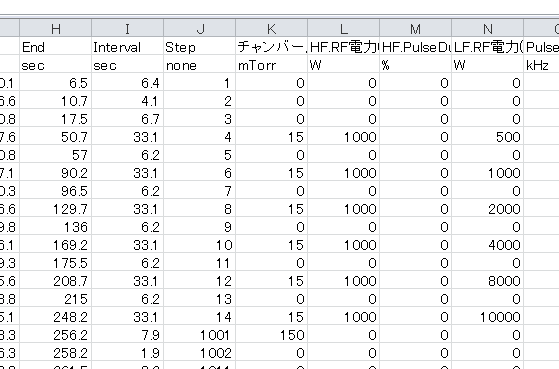 H I J K L M N
End Interval Step チャンバー HF.RF電力 HF.PulseDu LF.RF電力( Pulse
sec sec none mTorr W % W kHz
0.1 6.5 6.4 1 0 0 0 0
6.6 10.7 4.1 2 0 0 0 0
0.8 17.5 6.7 3 0 0 0 0
7.6 50.7 33.1 4 15 1000 0 500
0.8 57 6.2 5 0 0 0 0
7.1 90.2 33.1 6 15 1000 0 1000
0.3 96.5 6.2 7 0 0 0 0
6.6 129.7 33.1 8 15 1000 0 2000
9.8 136 6.2 9 0 0 0 0
6.1 169.2 33.1 10 15 1000 0 4000
9.3 175.5 6.2 11 0 0 0 0
5.6 208.7 33.1 12 15 1000 0 8000
8.8 215 6.2 13 0 0 0 0
5.1 248.2 33.1 14 15 1000 0 10000
8.3 256.2 7.9 1001 150 0 0 0
6.3 258.2 1.9 1002 0 0 0 0